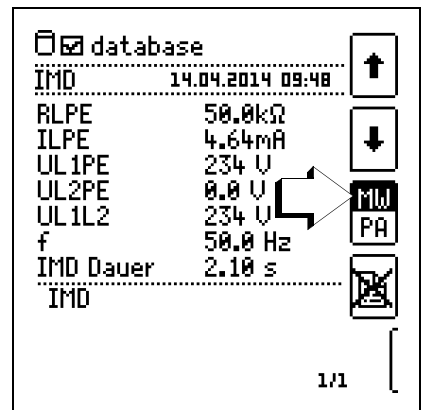 database
IMD 14.04.2014 09:48
RLPE 50.0kΩ
ILPE 4.64mA
UL1PE 234 V
UL2PE 0.0 V
UL1L2 234 V
f 50.0 Hz
IMD Dauer 2.10 s
IMD
MW
PA
1/1